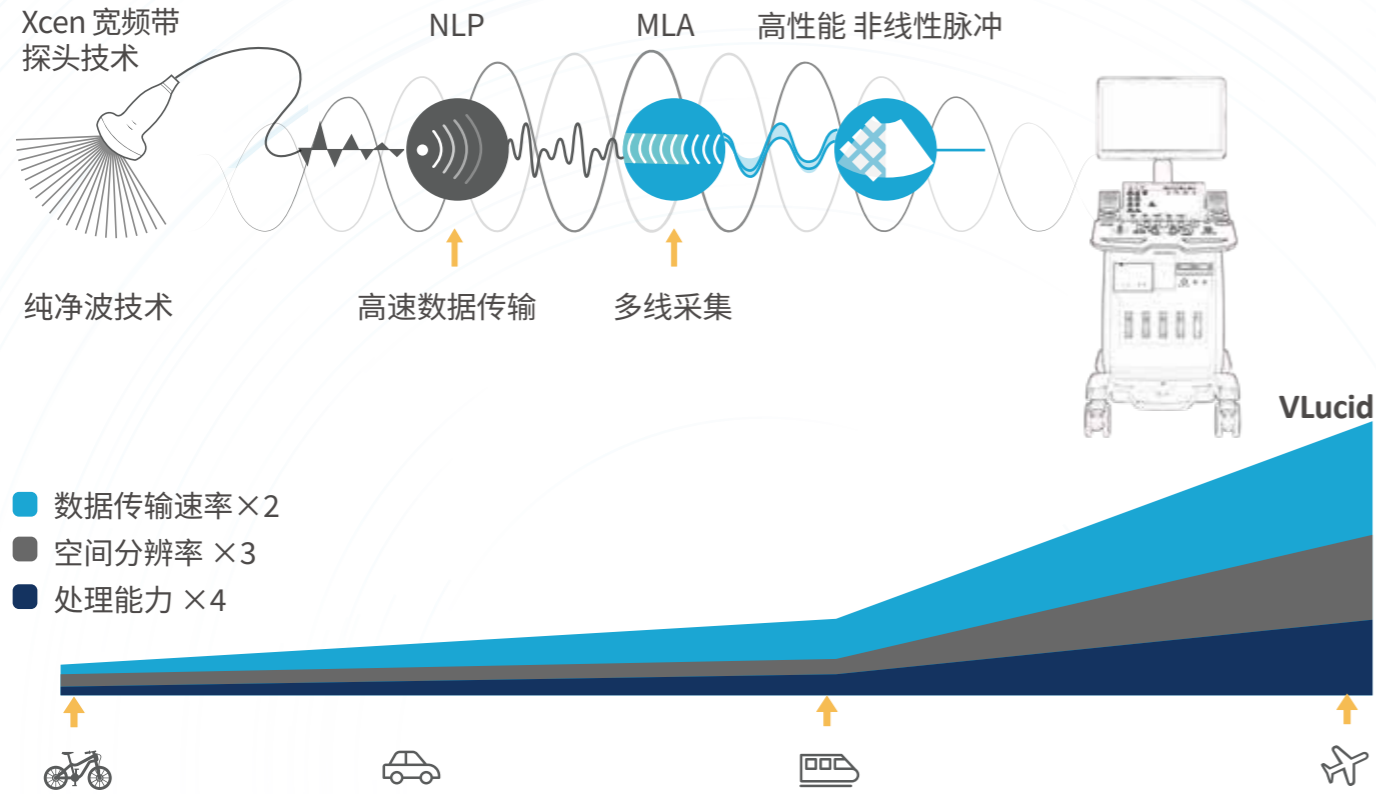 Xcen 宽频带
探头技术
NLP
MLA
高性能 非线性脉冲
纯净波技术
高速数据传输
多线采集
VLucid
数据传输速率×2
空间分辨率 ×3
处理能力 ×4